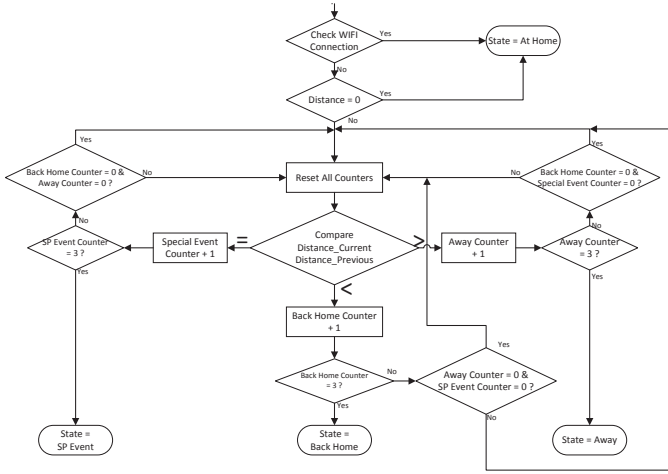 Check WIFI
Connection
Yes
State = At Home
No
Distance = 0
Yes
No
Yes
Yes
Back Home Counter = 0 &
Away Counter = 0 ?
No
Reset All Counters
No
Back Home Counter = 0 &
Special Event Counter = 0 ?
No
No
SP Event Counter
= 3 ?
Yes
Special Event
Counter + 1
=
Compare
Distance_Current
Distance_Previous
>
Away Counter
+ 1
Away Counter
= 3 ?
Yes
<
Back Home Counter
+ 1
Yes
Back Home Counter
= 3 ?
No
Away Counter = 0 &
SP Event Counter = 0 ?
Yes
No
State =
SP Event
State =
Back Home
State = Away